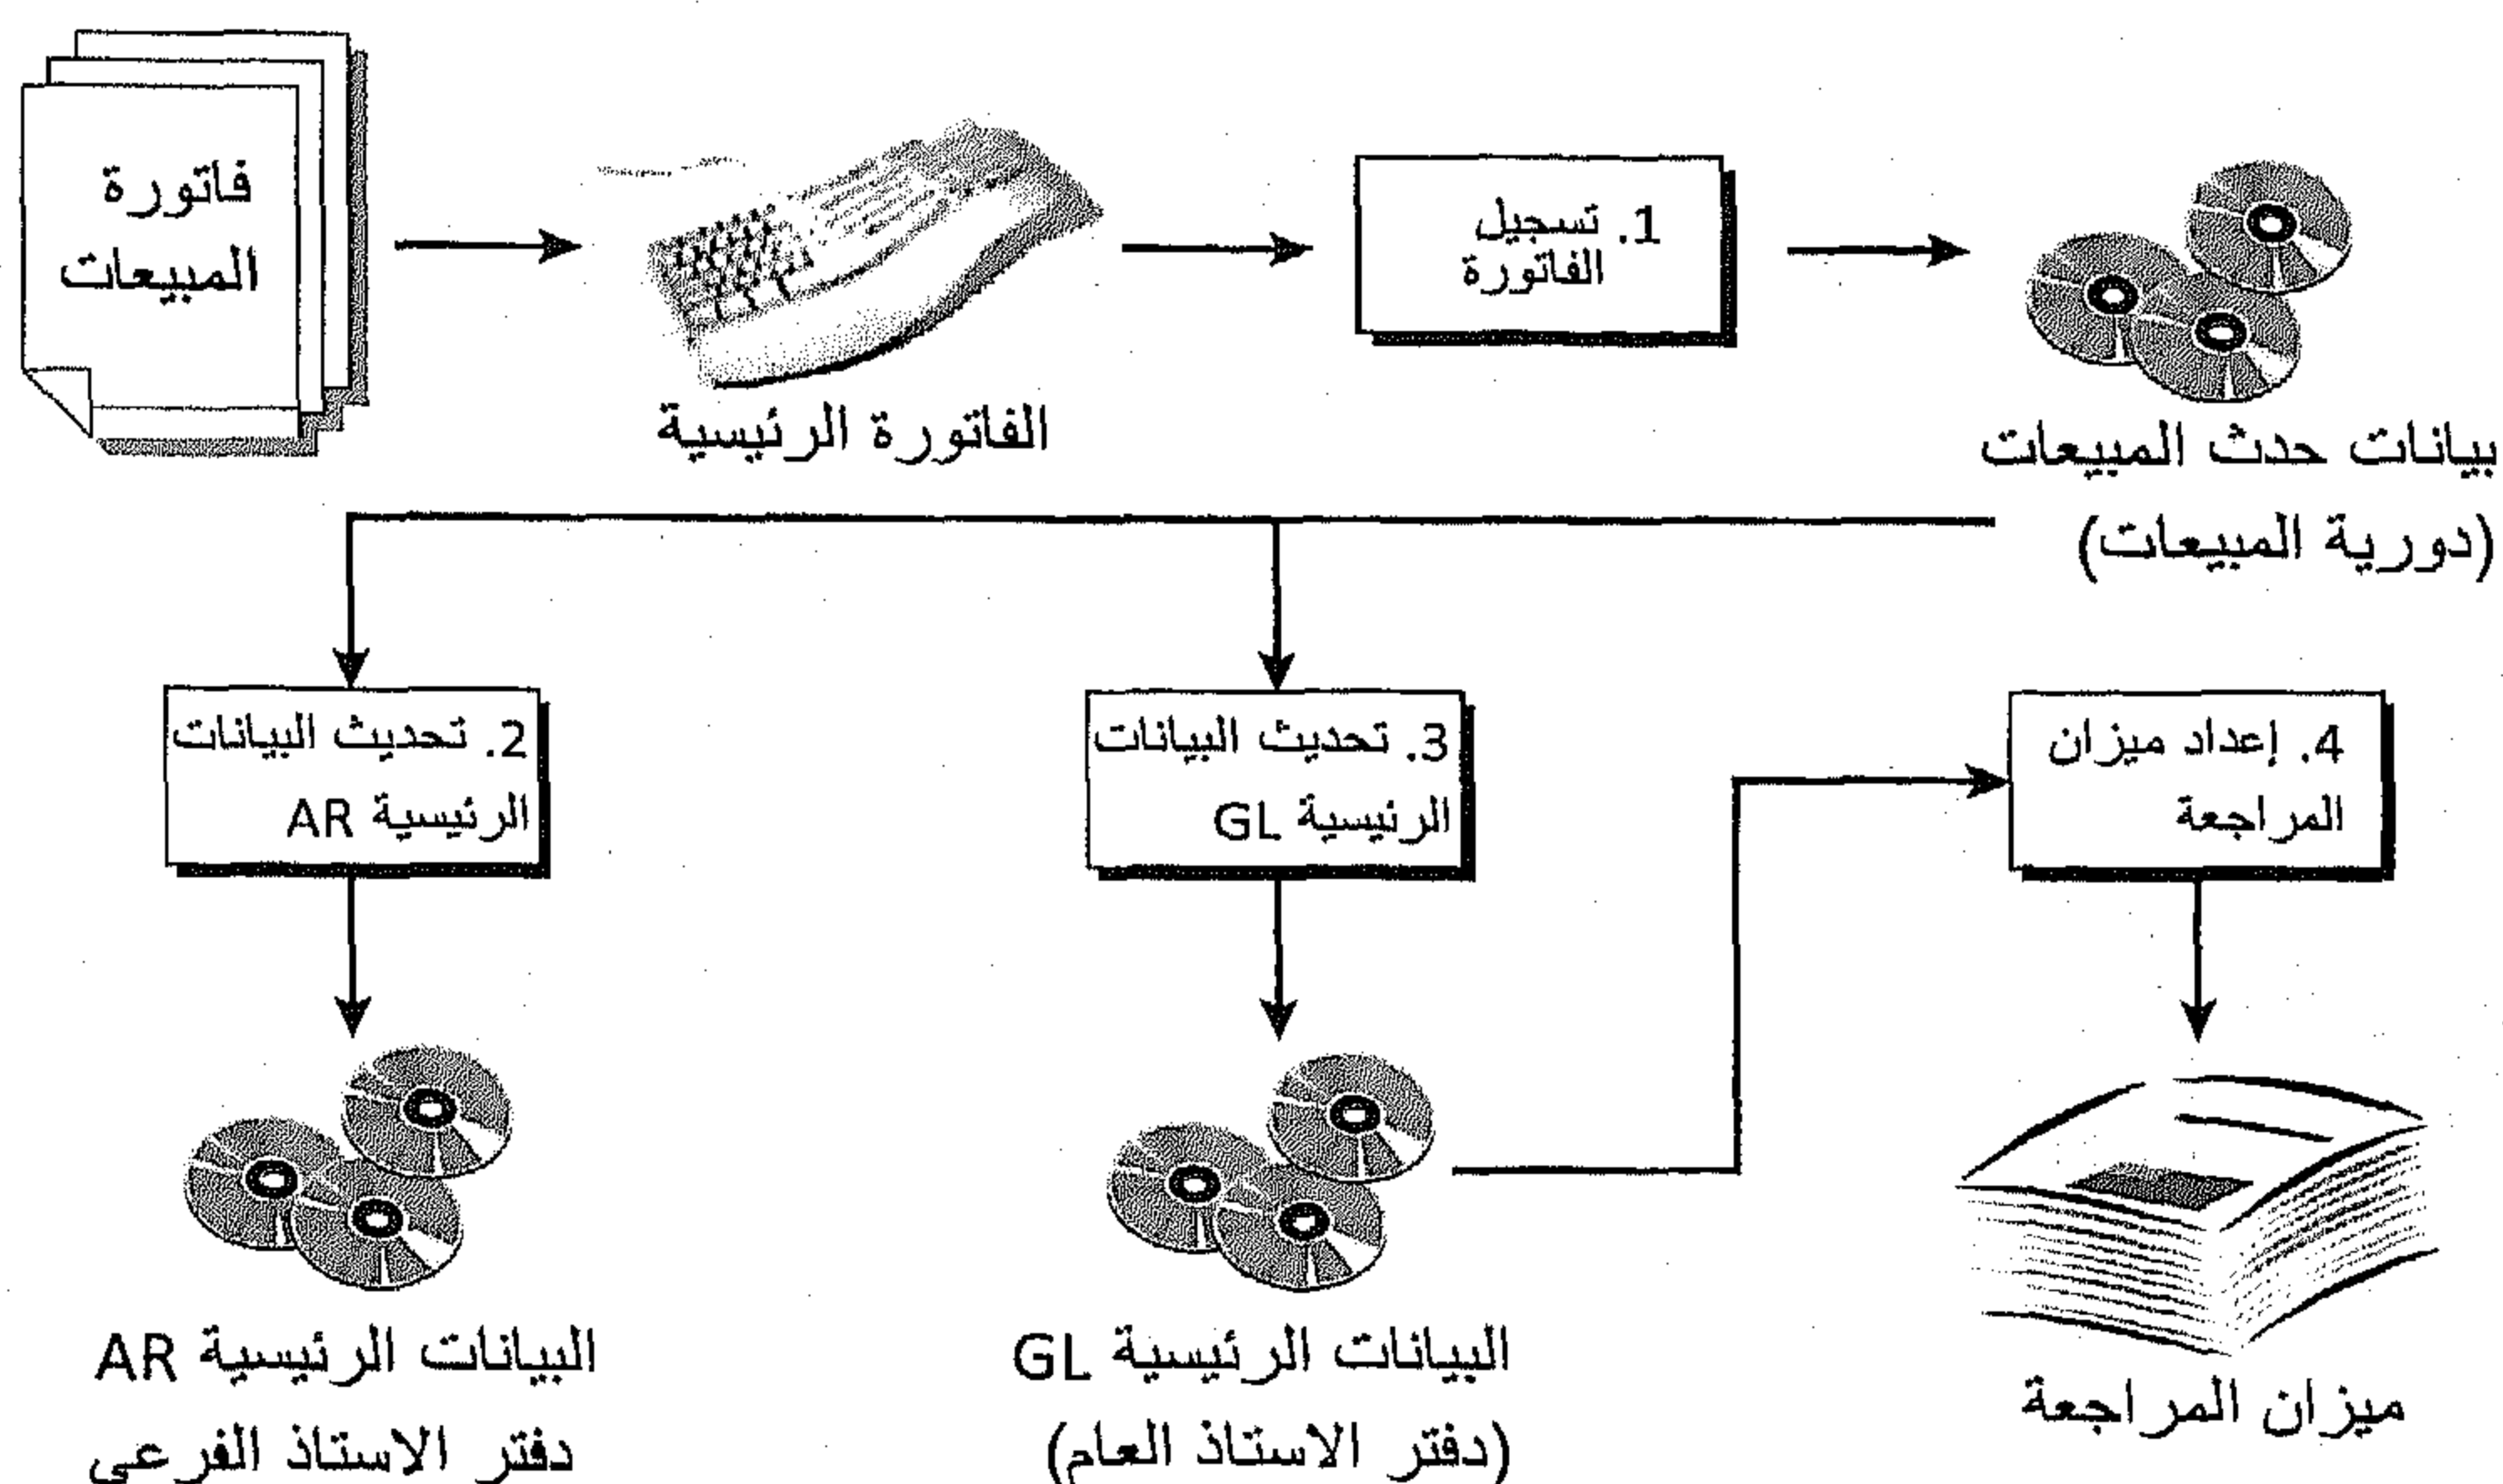 فاتورة
المبيعات
الفاتورة الرئيسية
1. تسجيل
الفاتورة
بيانات حدث المبيعات
(دورية المبيعات)
2. تحديث البيانات
الرئيسية AR
3. تحديث البيانات
الرئيسية GL
4. إعداد ميزان
المراجعة
البيانات الرئيسية AR
دفتر الاستاذ الفرعي
البيانات الرئيسية GL
(دفتر الاستاذ العام)
ميزان المراجعة